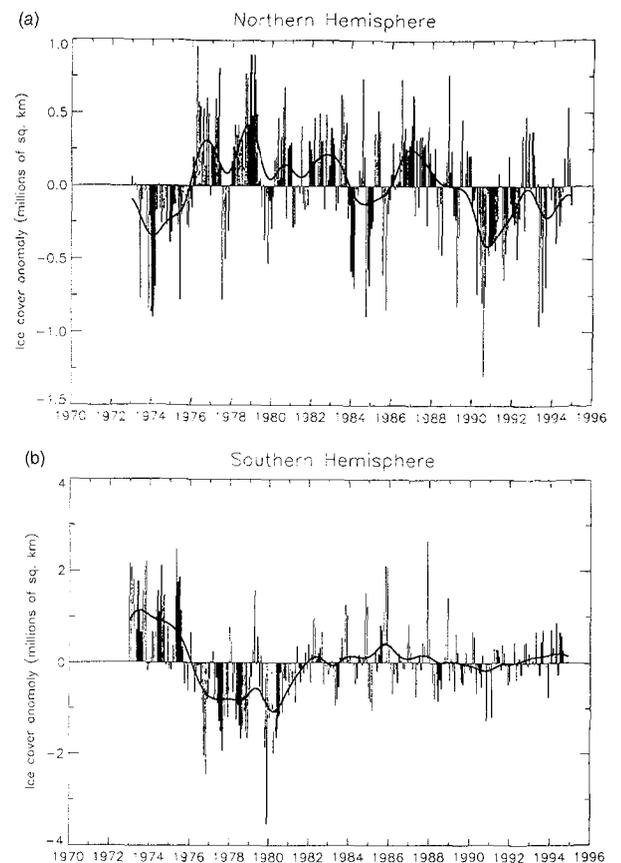 (a) Northern Hemisphere
Ice cover anomaly (millions of sq. km)
1.0
0.5
0.0
−0.5
−1.0
−1.5
1970 1972 1974 1976 1978 1980 1982 1984 1986 1988 1990 1992 1994 1996
(b) Southern Hemisphere
Ice cover anomaly (millions of sq. km)
4
2
0
−2
−4
1970 1972 1974 1976 1978 1980 1982 1984 1986 1988 1990 1992 1994 1996